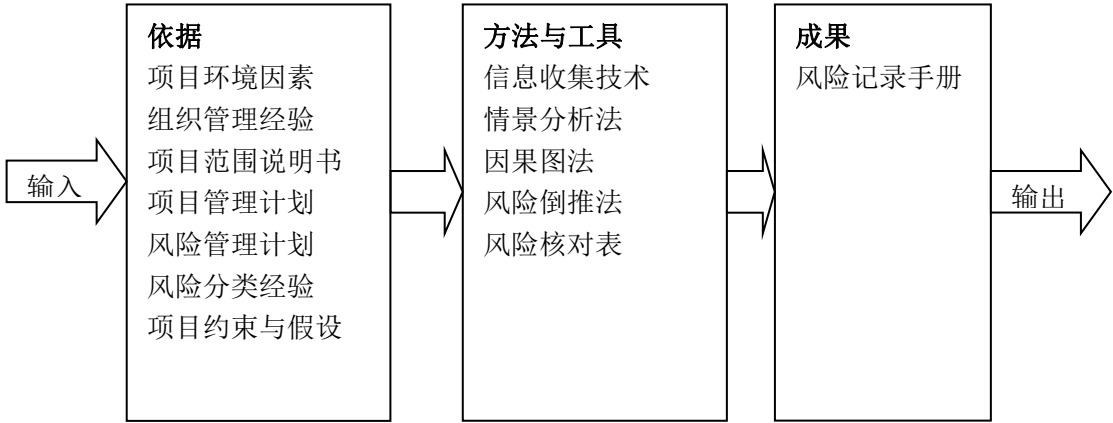 输入
依据
项目环境因素
组织管理经验
项目范围说明书
项目管理计划
风险管理计划
风险分类经验
项目约束与假设
方法与工具
信息收集技术
情景分析法
因果图法
风险倒推法
风险核对表
成果
风险记录手册
输出